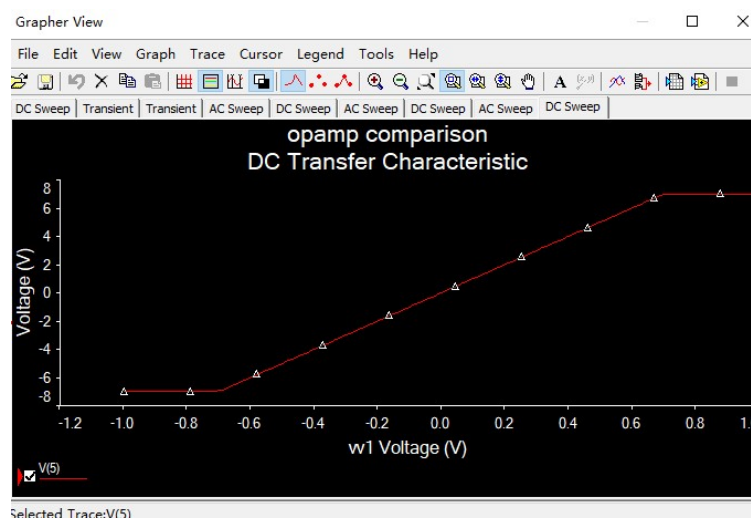 Grapher View
File Edit View Graph Trace Cursor Legend Tools Help
A
DC Sweep Transient Transient AC Sweep DC Sweep AC Sweep DC Sweep AC Sweep DC Sweep
opamp comparison
DC Transfer Characteristic
8
6
4
2
0
-2
-4
-6
-8
Voltage (V)
-1.2 -1.0 -0.8 -0.6 -0.4 -0.2 0.0 0.2 0.4 0.6 0.8 1.
vv1 Voltage (V)
V(5)
Selected Trace:V(5)